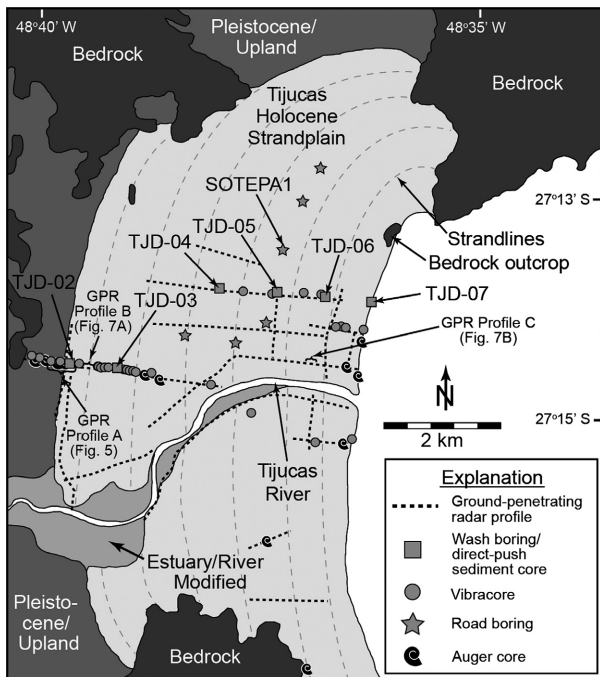 48°40' W
Pleistocene/
Upland
48°35' W
Bedrock
Bedrock
Tijucas
Holocene
Strandplain
SOTEPA1
27°13' S
TJD-05
TJD-04
TJD-06
Strandlines
Bedrock outcrop
TJD-02
GPR
Profile B
(Fig. 7A)
TJD-03
TJD-07
GPR Profile C
(Fig. 7B)
N
GPR
Profile A
(Fig. 5)
27°15' S
2 km
Tijucas
River
Estuary/River
Modified
Pleisto-
cene/
Upland
Bedrock
Explanation
Ground-penetrating
radar profile
Wash boring/
direct-push
sediment core
Vibracore
Road boring
Auger core